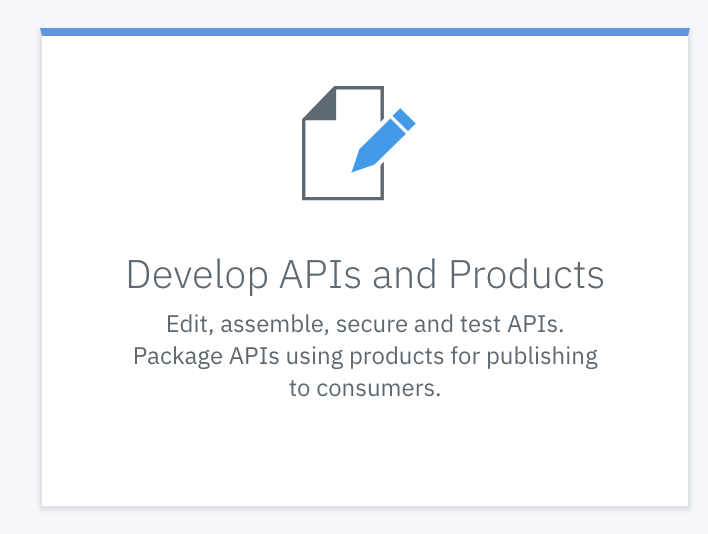 Develop APIs and Products
Edit, assemble, secure and test APIs.
Package APIs using products for publishing
to consumers.